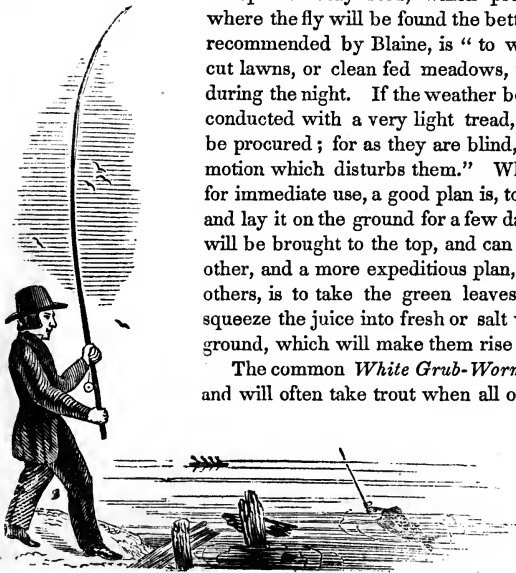 where the fly will be found the bett
recommended by Blaine, is “ to w
cut lawns, or clean fed meadows,
during the night. If the weather b
conducted with a very light tread,
be procured ; for as they are blind,
motion which disturbs them.” Wh
for immediate use, a good plan is, to
and lay it on the ground for a few da
will be brought to the top, and can
other, and a more expeditious plan,
others, is to take the green leaves
squeeze the juice into fresh or salt
ground, which will make them rise
The common White Grub-Worm
and will often take trout when all o